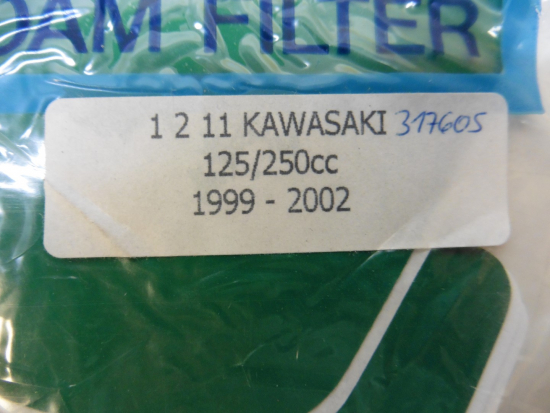 OAM FILTER
1 2 11 KAWASAKI 317605
125/250cc
1999 - 2002